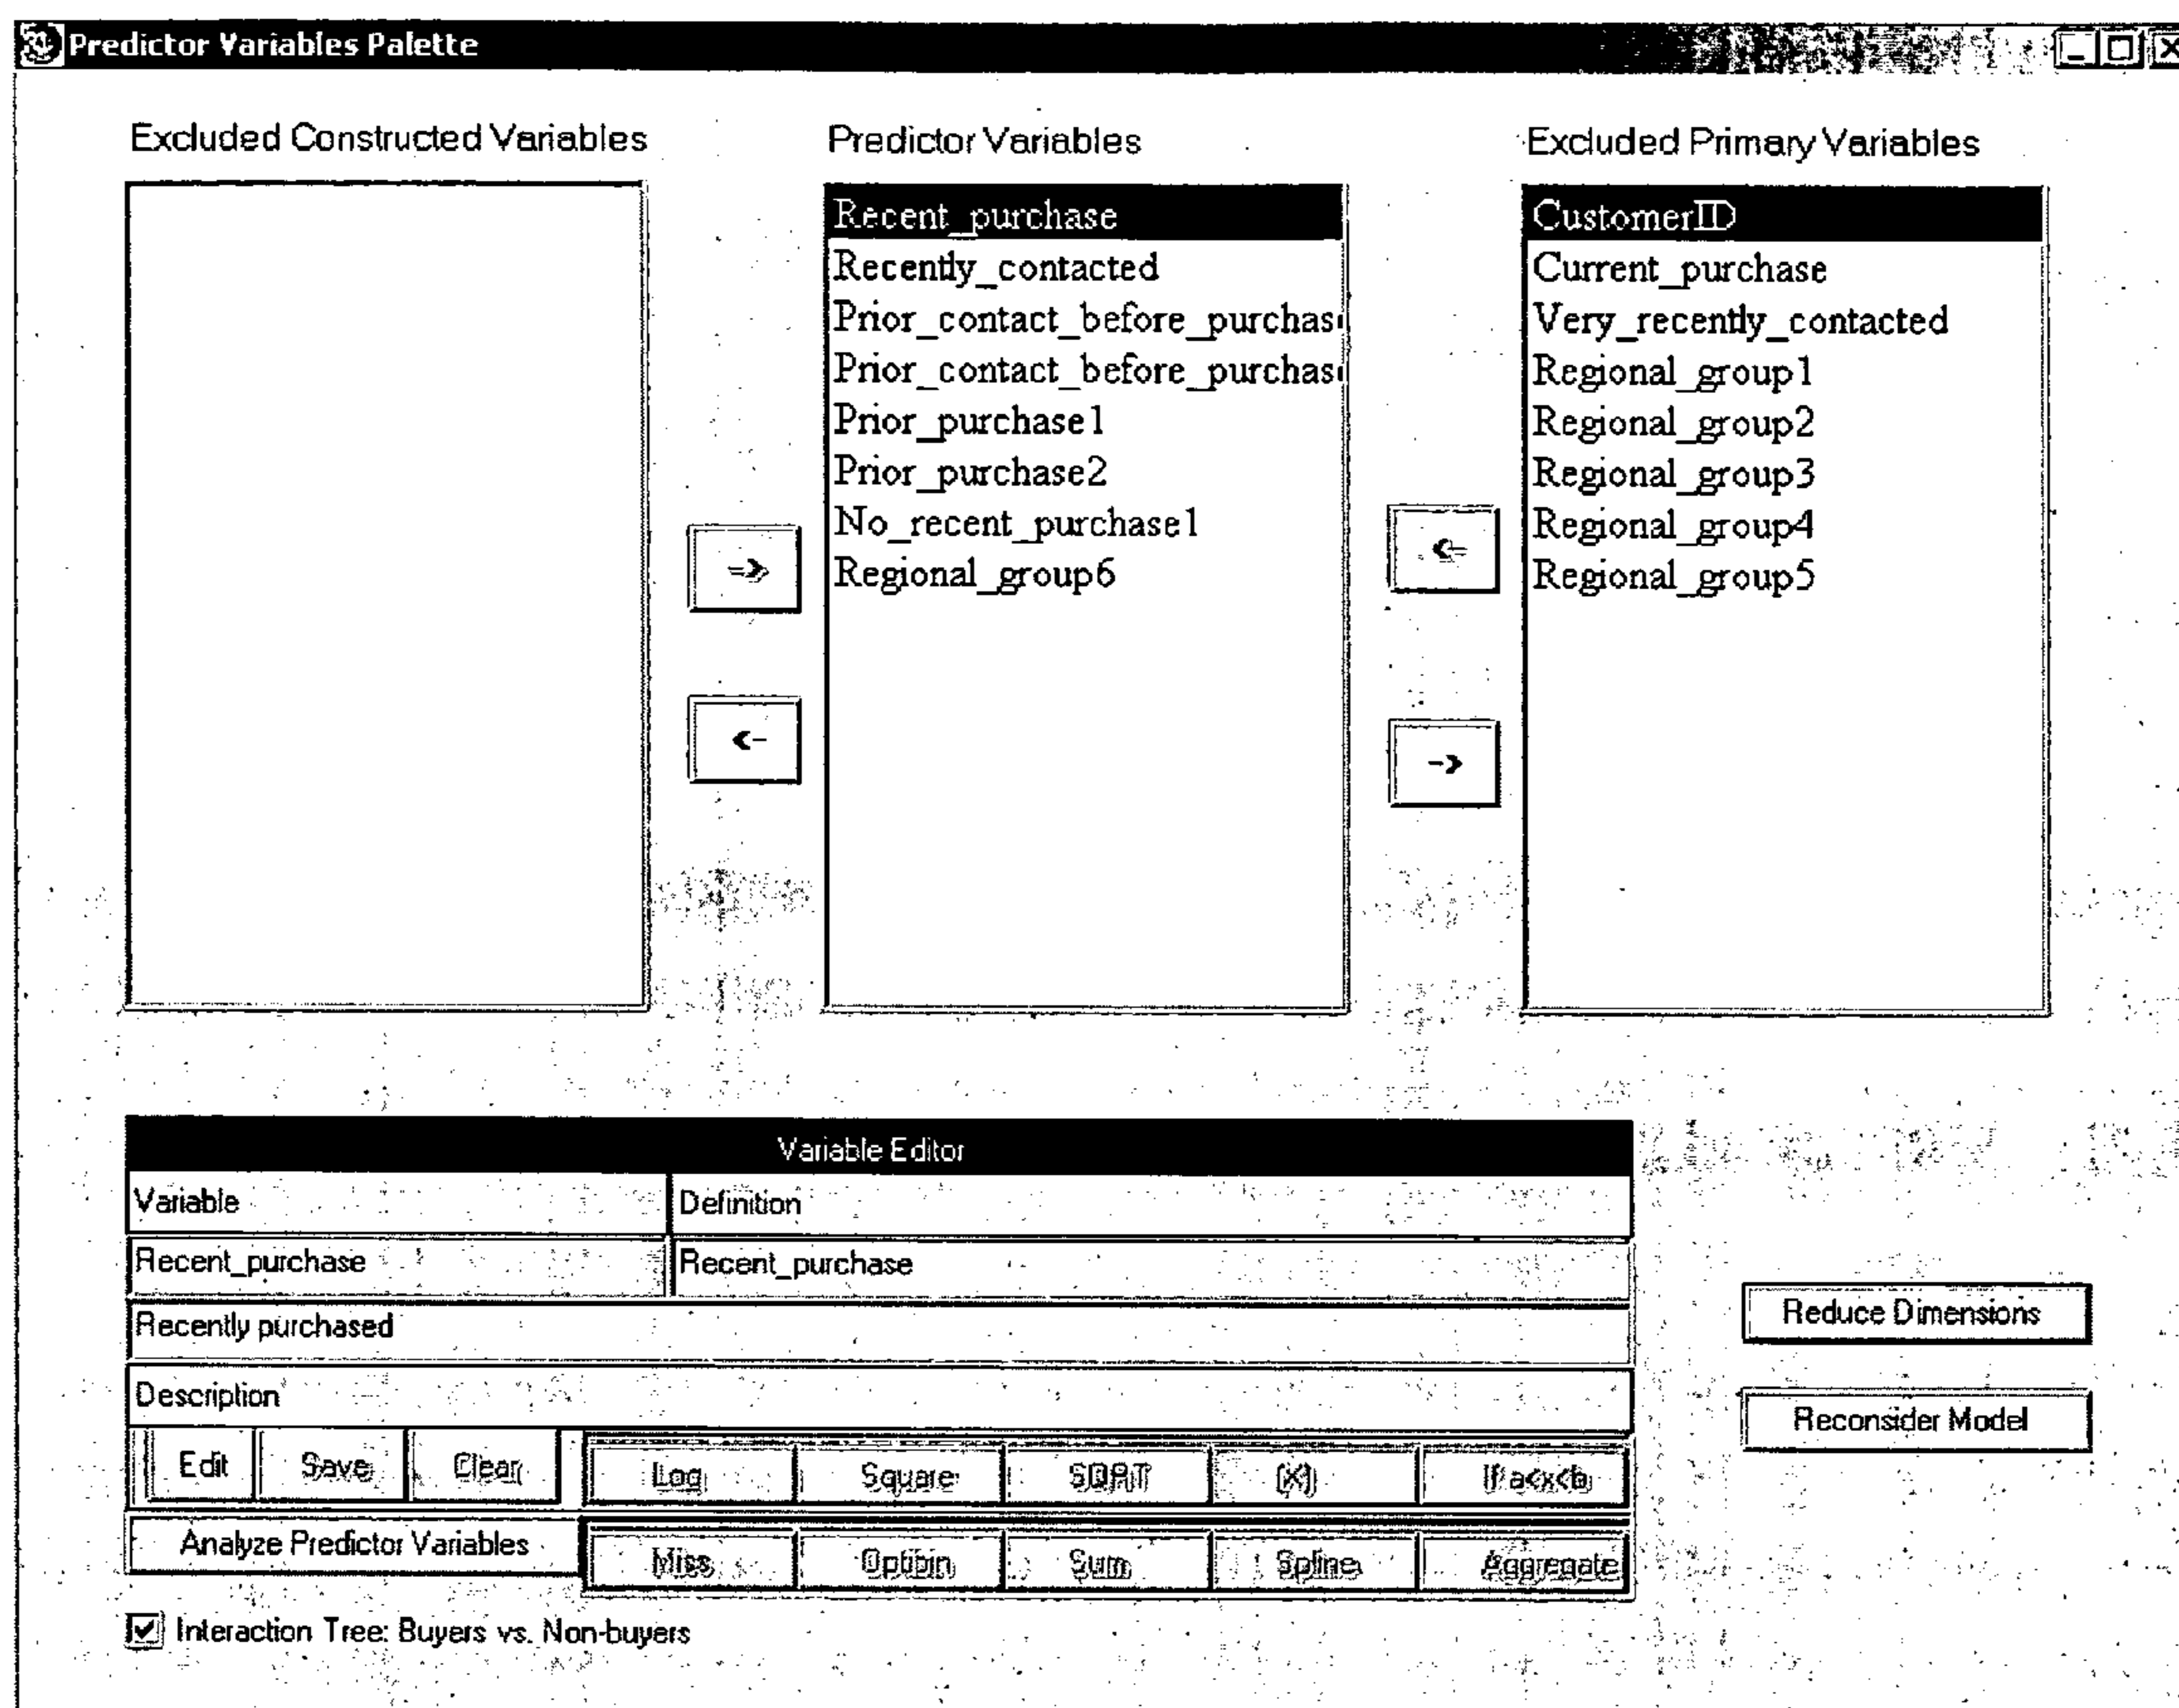 Predictor Variables Palette
Excluded Constructed Variables
Predictor Variables
Excluded Primary Variables
Recent_purchase
Recently_contacted
Prior_contact_before_purchas
Prior_contact_before_purchas
Prior_purchase1
Prior_purchase2
No_recent_purchase1
Regional_group6
CustomerID
Current_purchase
Very_recently_contacted
Regional_group1
Regional_group2
Regional_group3
Regional_group4
Regional_group5
=>
<=
<-
->
Variable Editor
Variable Definition
Recent_purchase Recent_purchase
Recently purchased
Description
Edit Save Clear Log Square SQRT (X) If a<x<b
Analyze Predictor Variables Miss Optibin Sum Spline Aggregate
Interaction Tree: Buyers vs. Non-buyers
Reduce Dimensions
Reconsider Model